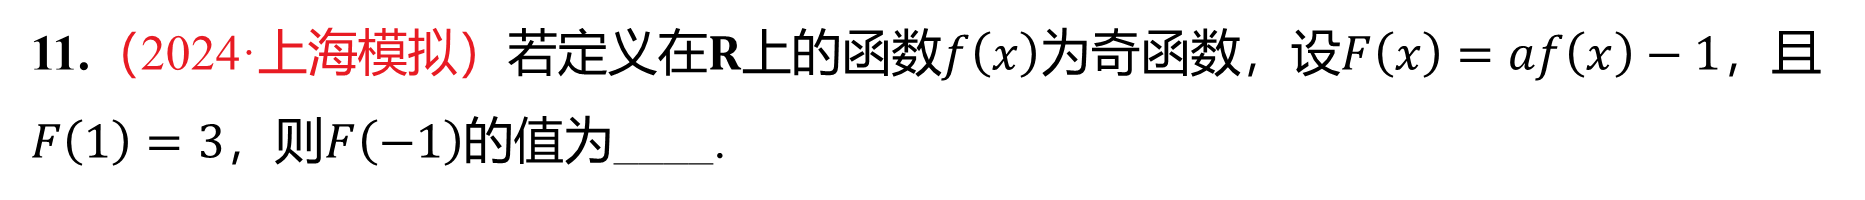 11.（2024·上海模拟）若定义在R上的函数f(x)为奇函数，设F(x) = af(x) − 1，且
F(1) = 3，则F(−1)的值为____.